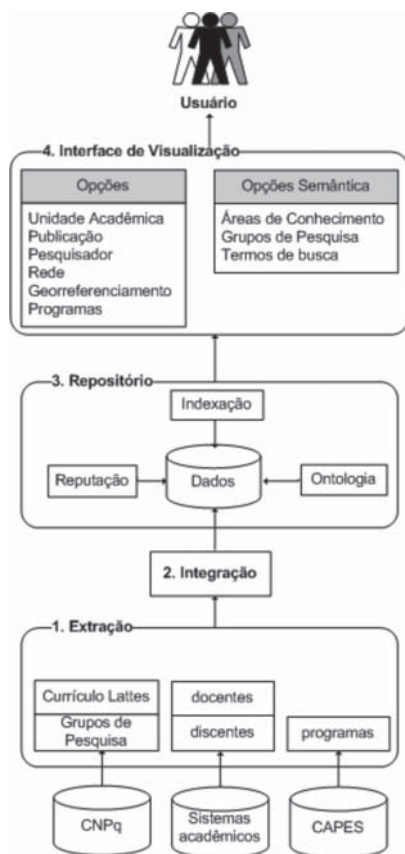 Usuário
4. Interface de Visualização
Opções
Unidade Acadêmica
Publicação
Pesquisador
Rede
Georreferenciamento
Programas
Opções Semântica
Áreas de Conhecimento
Grupos de Pesquisa
Termos de busca
3. Repositório
Indexação
Reputação
Dados
Ontologia
2. Integração
1. Extração
Currículo Lattes
Grupos de
Pesquisa
docentes
discentes
programas
CNPq
Sistemas
acadêmicos
CAPES